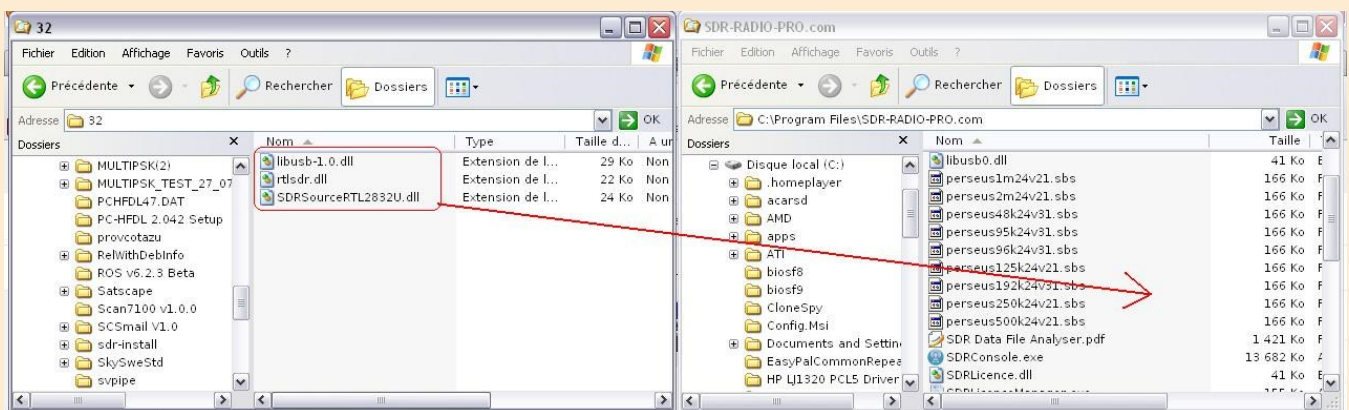 32
Fichier Edition Affichage Favoris Outils ?
Précédente Rechercher Dossiers
Adresse 32 OK
Dossiers
MULTIPSK(2)
MULTIPSK_TEST_27_07
PCHFDL47.DAT
PC-HFDL 2.042 Setup
provcotazu
RelWithDebInfo
ROS v6.2.3 Beta
Satscape
Scan7100 v1.0.0
SCSmail V1.0
sdr-install
SkySweStd
svpipe
Nom Type Taille d... A ur
libusb-1.0.dll Extension de l... 29 Ko Non
rtlsdr.dll Extension de l... 22 Ko Non
SDRSourceRTL2832U.dll Extension de l... 24 Ko Non
SDR-RADIO-PRO.com
Fichier Edition Affichage Favoris Outils ?
Précédente Rechercher Dossiers
Adresse C:\Program Files\SDR-RADIO-PRO.com OK
Dossiers
Disque local (C:)
.homeplayer
acarsd
AMD
apps
ATI
biosf8
biosf9
CloneSpy
Config.Msi
Documents and Settin
EasyPalCommonRepea
HP LJ1320 PCL5 Driver
Nom Taille
libusb0.dll 41 Ko
perseus1m24v21.sbs 166 Ko
perseus2m24v21.sbs 166 Ko
perseus48k24v31.sbs 166 Ko
perseus95k24v31.sbs 166 Ko
perseus96k24v31.sbs 166 Ko
perseus125k24v21.sbs 166 Ko
perseus192k24v31.sbs 166 Ko
perseus250k24v21.sbs 166 Ko
perseus500k24v21.sbs 166 Ko
SDR Data File Analyser.pdf 1 421 Ko
SDRConsole.exe 13 682 Ko
SDRLicence.dll 41 Ko